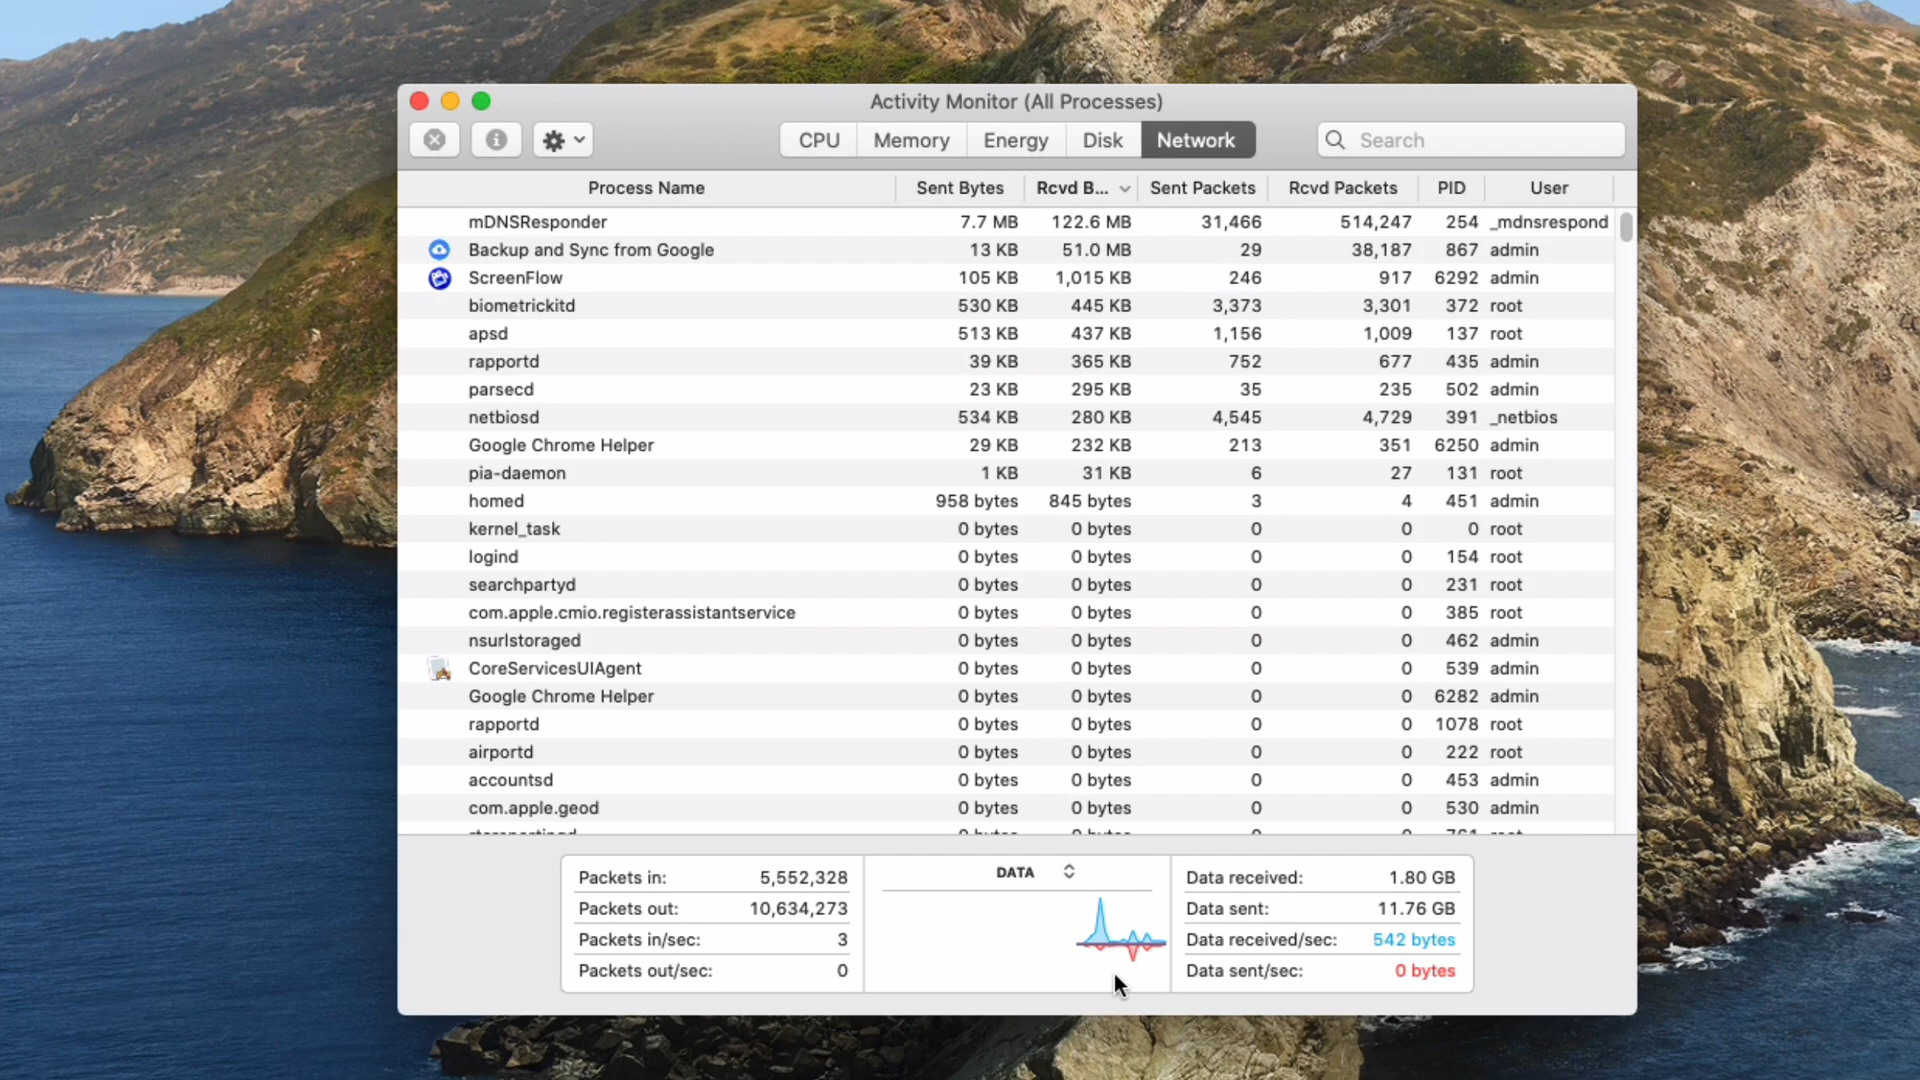 Activity Monitor (All Processes)
CPU Memory Energy Disk Network Search
Process Name Sent Bytes Rcvd B... Sent Packets Rcvd Packets PID User
mDNSResponder 7.7 MB 122.6 MB 31,466 514,247 254 _mdnsrespond
Backup and Sync from Google 13 KB 51.0 MB 29 38,187 867 admin
ScreenFlow 105 KB 1,015 KB 246 917 6292 admin
biometrickitd 530 KB 445 KB 3,373 3,301 372 root
apsd 513 KB 437 KB 1,156 1,009 137 root
rapportd 39 KB 365 KB 752 677 435 admin
parsecd 23 KB 295 KB 35 235 502 admin
netbiosd 534 KB 280 KB 4,545 4,729 391 _netbios
Google Chrome Helper 29 KB 232 KB 213 351 6250 admin
pia-daemon 1 KB 31 KB 6 27 131 root
homed 958 bytes 845 bytes 3 4 451 admin
kernel_task 0 bytes 0 bytes 0 0 0 root
logind 0 bytes 0 bytes 0 0 154 root
searchpartyd 0 bytes 0 bytes 0 0 231 root
com.apple.cmio.registerassistantservice 0 bytes 0 bytes 0 0 385 root
nsurlstoraged 0 bytes 0 bytes 0 0 462 admin
CoreServicesUIAgent 0 bytes 0 bytes 0 0 539 admin
Google Chrome Helper 0 bytes 0 bytes 0 0 6282 admin
rapportd 0 bytes 0 bytes 0 0 1078 root
airportd 0 bytes 0 bytes 0 0 222 root
accountsd 0 bytes 0 bytes 0 0 453 admin
com.apple.geod 0 bytes 0 bytes 0 0 530 admin
0 bytes 0 bytes 0 0 761 root
Packets in: 5,552,328 DATA Data received: 1.80 GB
Packets out: 10,634,273 Data sent: 11.76 GB
Packets in/sec: 3 Data received/sec: 542 bytes
Packets out/sec: 0 Data sent/sec: 0 bytes